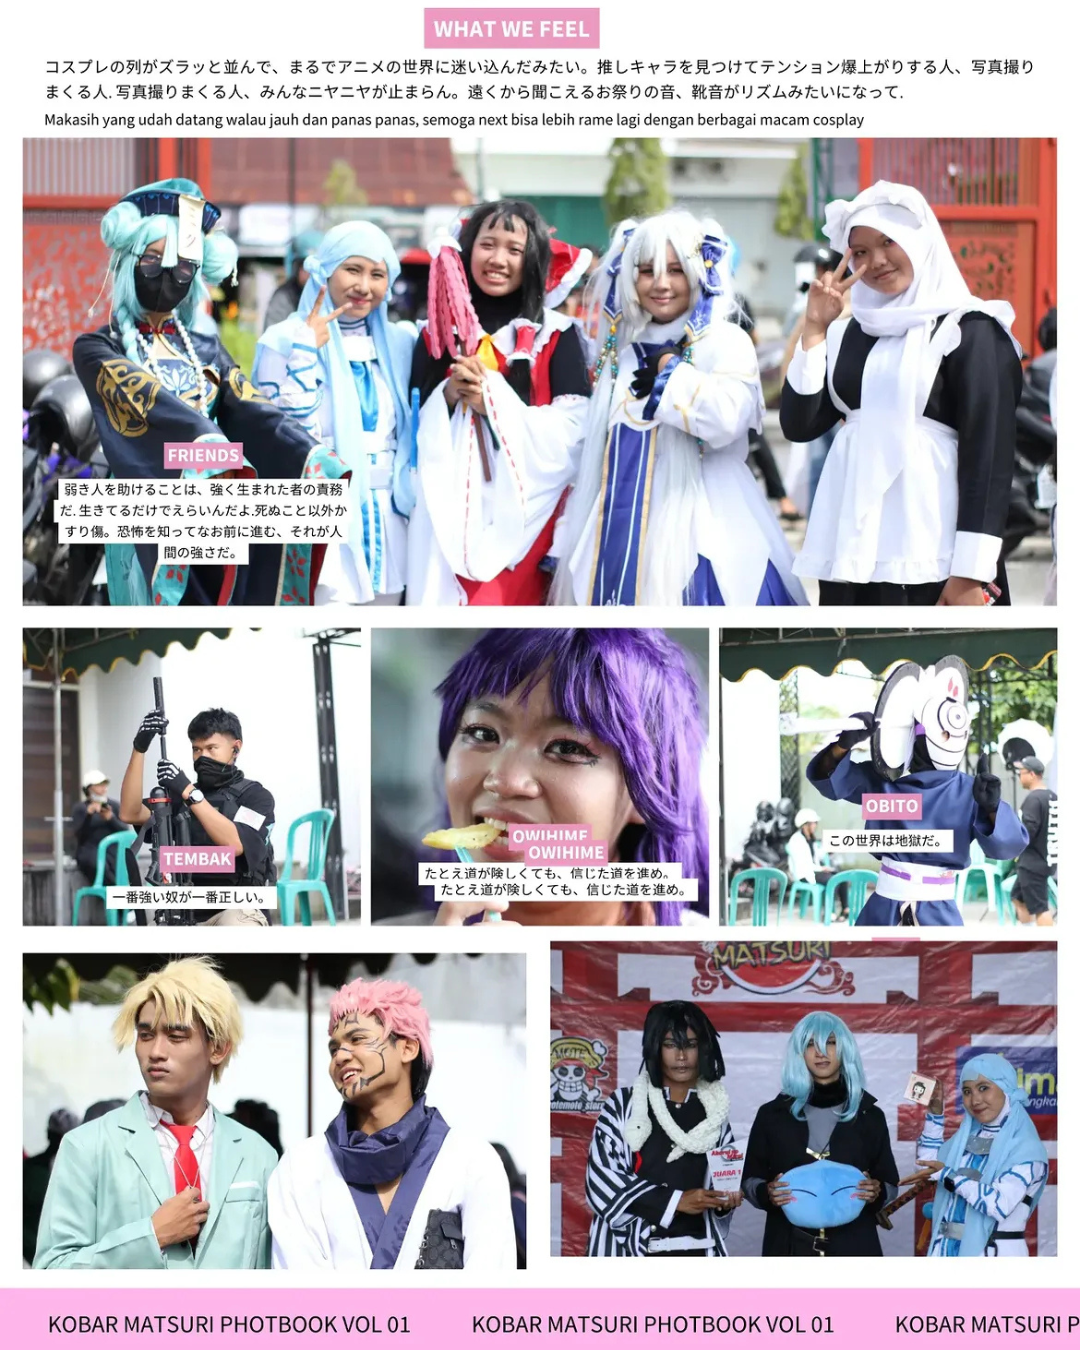 WHAT WE FEEL
コスプレの列がズラッと並んで、まるでアニメの世界に迷い込んだみたい。推しキャラを見つけてテンション爆上がりする人、写真撮り
まくる人. 写真撮りまくる人、みんなニヤニヤが止まらん。遠くから聞こえるお祭りの音、靴音がリズムみたいになって.
Makasih yang udah datang walau jauh dan panas panas, semoga next bisa lebih rame lagi dengan berbagai macam cosplay
FRIENDS
弱き人を助けることは、強く生まれた者の責務
だ. 生きてるだけでえらいんだよ.死ぬこと以外か
すり傷。恐怖を知ってなお前に進む、それが人
間の強さだ。
TEMBAK
一番強い奴が一番正しい。
OWIHIME
OWIHIME
たとえ道が険しくても、信じた道を進め。
たとえ道が険しくても、信じた道を進め。
OBITO
この世界は地獄だ。
TRUTH
MATSURI
JUARA 1
KOBAR MATSURI PHOTBOOK VOL 01
KOBAR MATSURI PHOTBOOK VOL 01
KOBAR MATSURI P